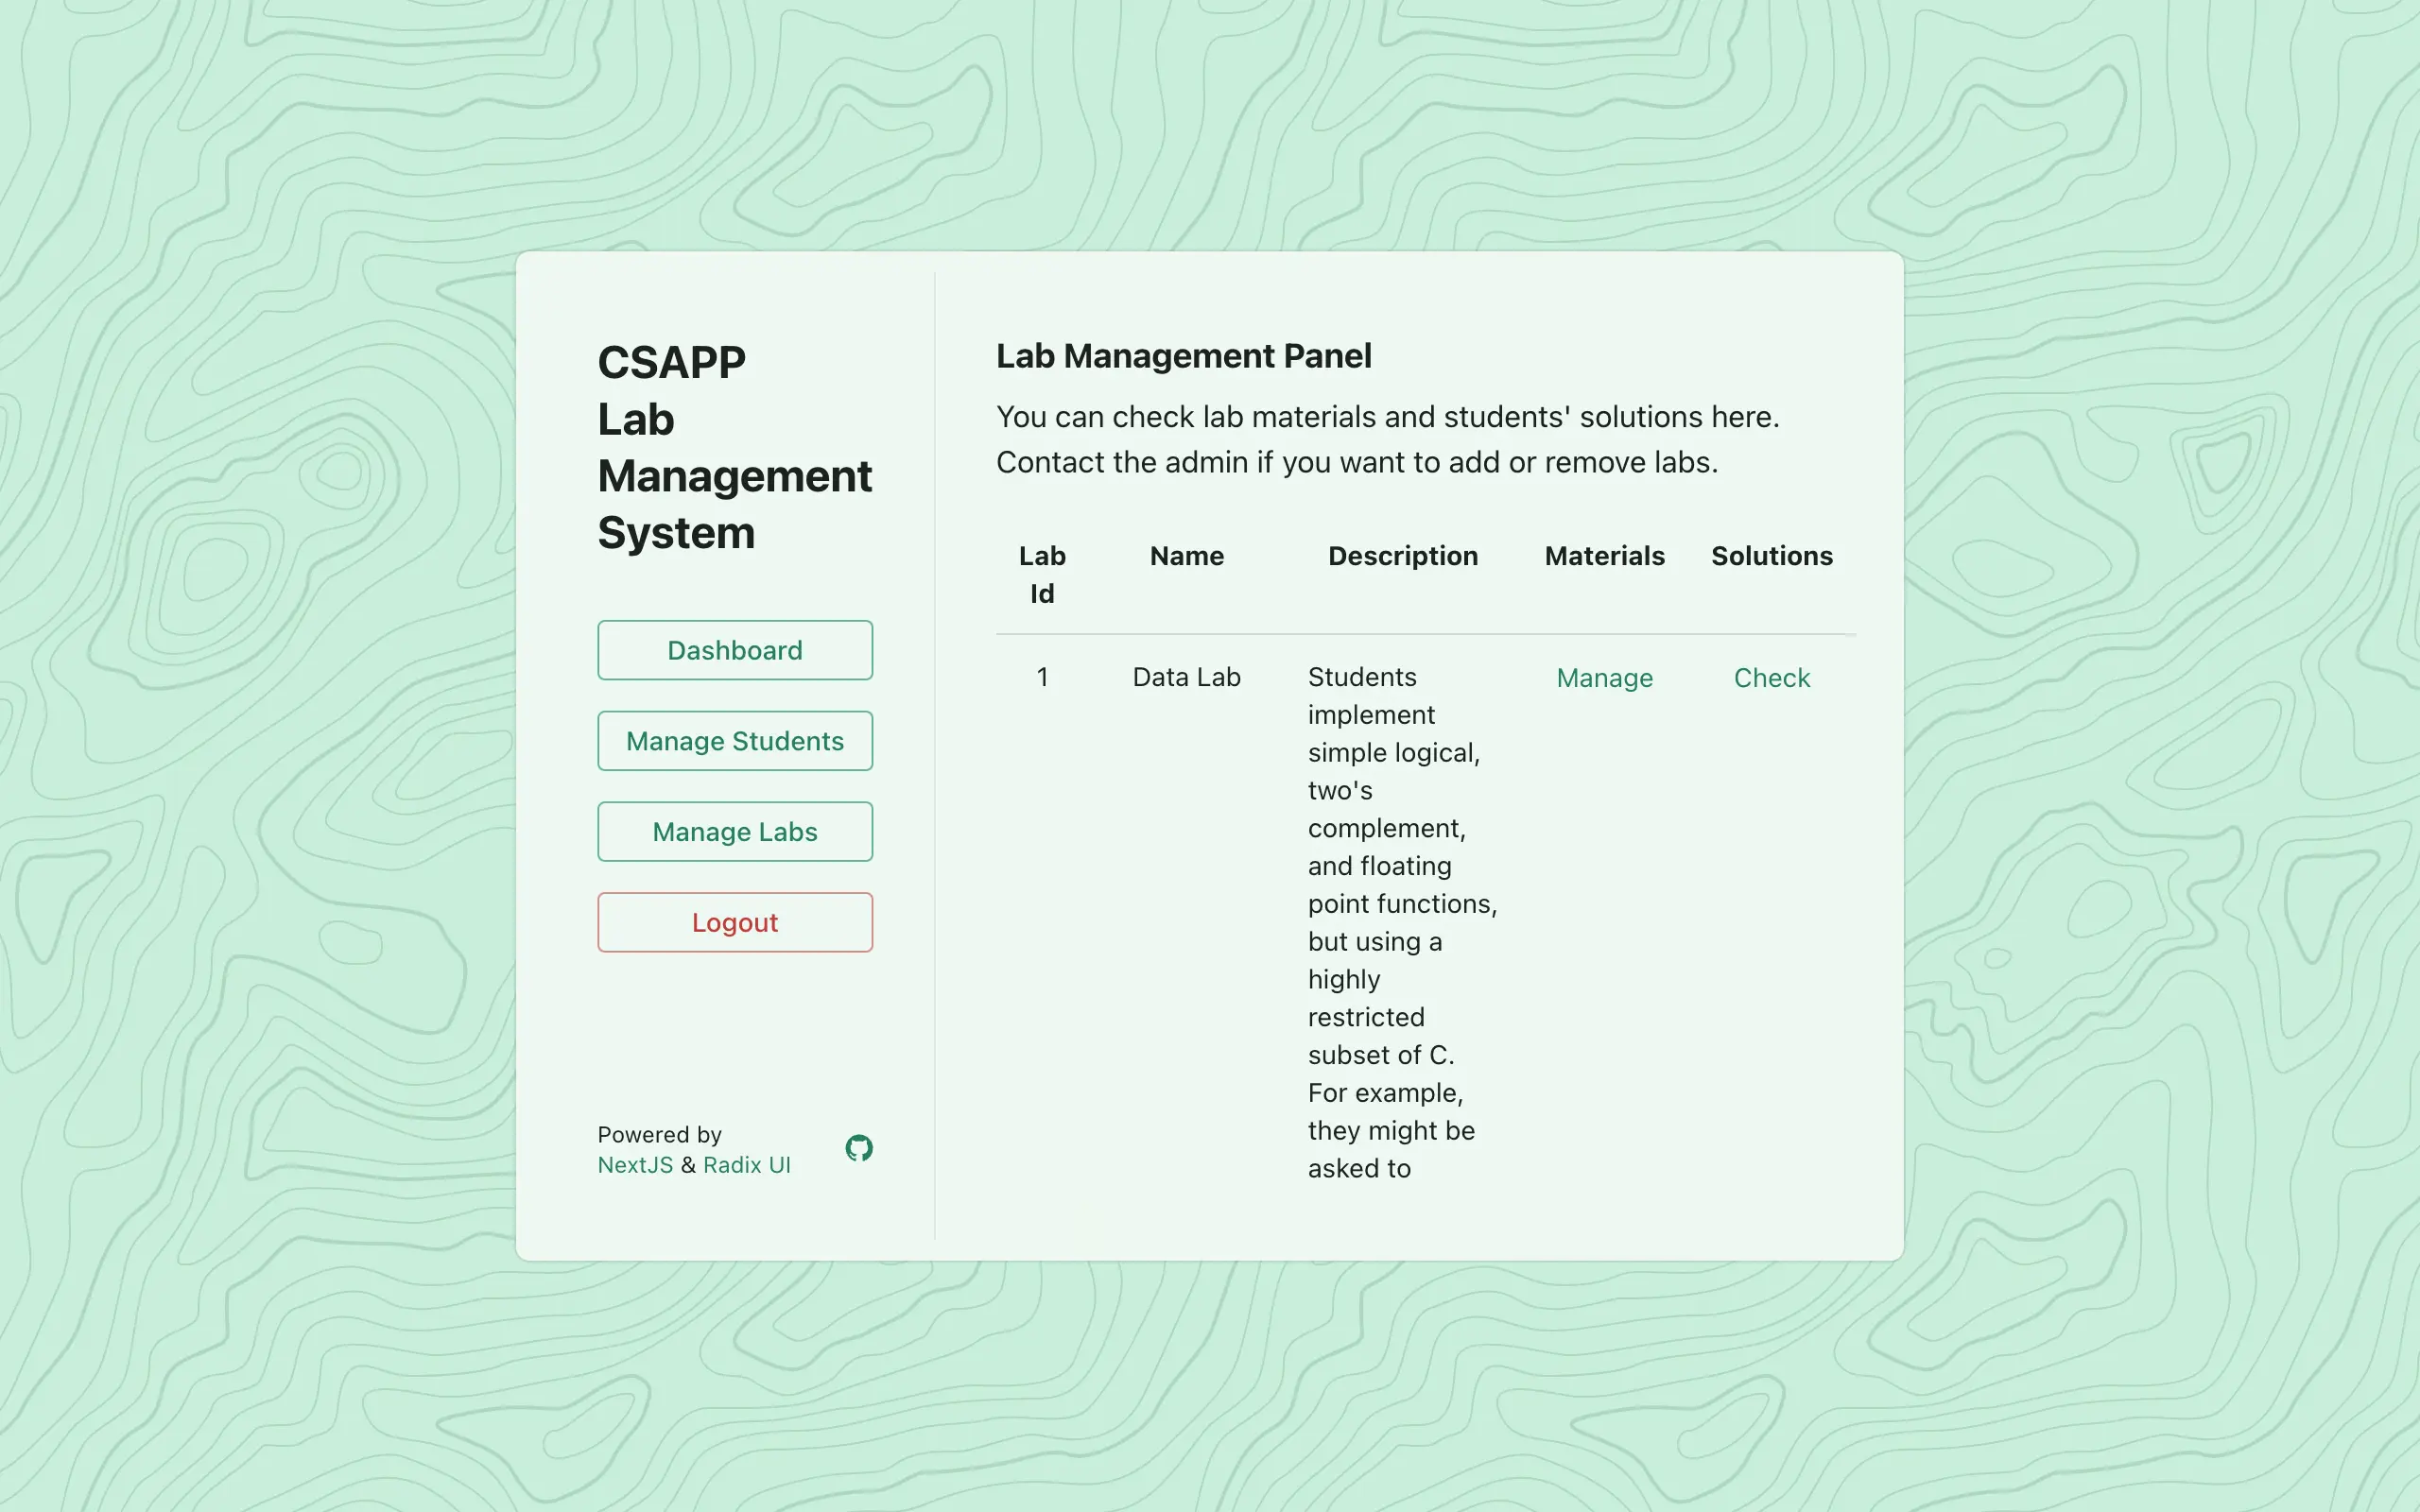 CSAPP
Lab
Management
System
Dashboard
Manage Students
Manage Labs
Logout
Powered by
NextJS & Radix UI
Lab Management Panel
You can check lab materials and students' solutions here.
Contact the admin if you want to add or remove labs.
Lab Id Name Description Materials Solutions
1 Data Lab Students Manage Check
implement
simple logical,
two's
complement,
and floating
point functions,
but using a
highly
restricted
subset of C.
For example,
they might be
asked to